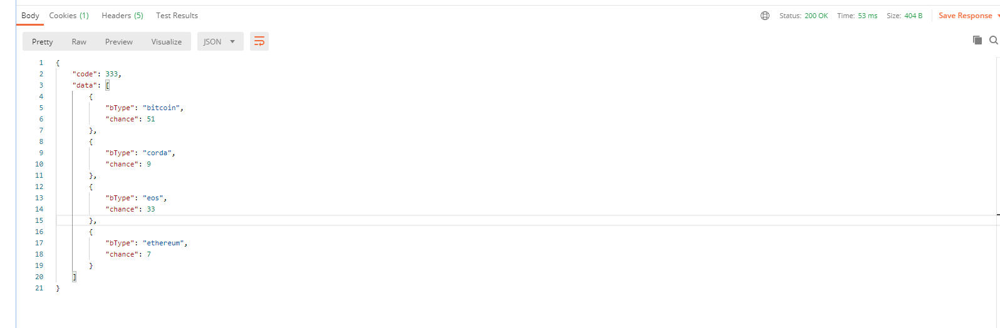 Body Cookies (1) Headers (5) Test Results Status: 200 OK Time: 53 ms Size: 404 B Save Response
Pretty Raw Preview Visualize JSON
1 {
2 "code": 333,
3 "data": [
4 {
5 "bType": "bitcoin",
6 "chance": 51
7 },
8 {
9 "bType": "corda",
10 "chance": 9
11 },
12 {
13 "bType": "eos",
14 "chance": 33
15 },
16 {
17 "bType": "ethereum",
18 "chance": 7
19 }
20 ]
21 }